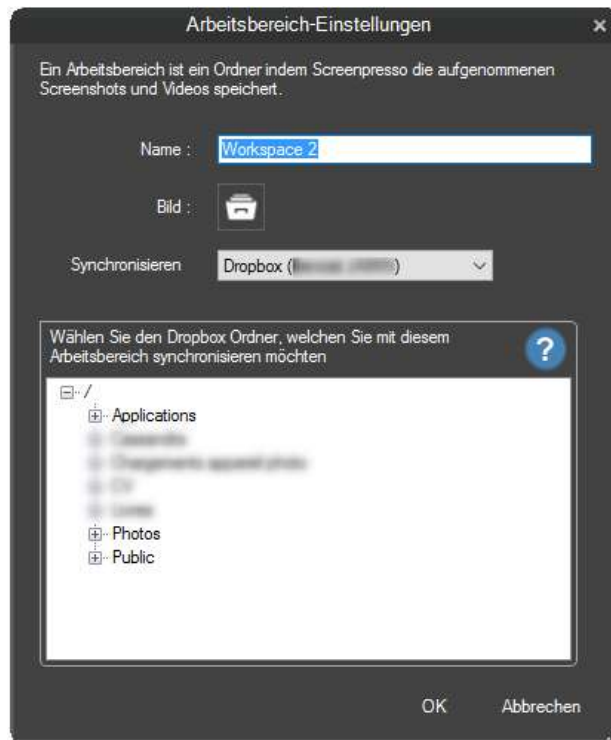 Arbeitsbereich-Einstellungen
Ein Arbeitsbereich ist ein Ordner indem Screenpresso die aufgenommenen
Screenshots und Videos speichert.
Name :
Workspace 2
Bild :
Synchronisieren
Dropbox ( )
Wählen Sie den Dropbox Ordner, welchen Sie mit diesem
Arbeitsbereich synchronisieren möchten
?
/
Applications
Photos
Public
OK
Abbrechen